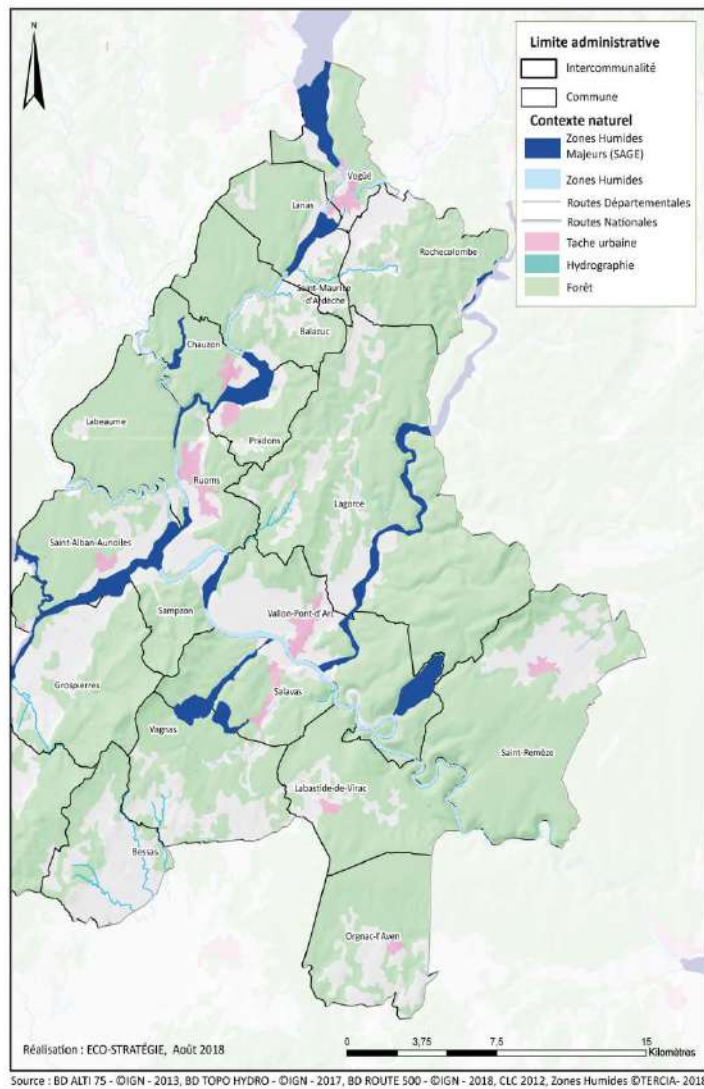 N
Limite administrative
Intercommunalité
Commune
Contexte naturel
Zones Humides
Majeurs (SAGE)
Zones Humides
Routes Départementales
Routes Nationales
Tache urbaine
Hydrographie
Forêt
Vogüé
Lanas
Rochecolombe
Saint-Maurice
d'Ardèche
Balazuc
Chauzon
Labeaume
Pradons
Ruoms
Lagorce
Saint-Alban-Auriolles
Sampzon
Vallon-Pont-d'Arc
Grospierres
Salavas
Vagnas
Saint-Remèze
Labastide-de-Virac
Bessas
Orgnac-l'Aven
Réalisation : ECO-STRATÉGIE, Août 2018
0 3,75 7,5 15
Kilomètres
Source : BD ALTI 75 - ©IGN - 2013, BD TOPO HYDRO - ©IGN - 2017, BD ROUTE 500 - ©IGN - 2018, CLC 2012, Zones Humides ©TERCIA- 2018